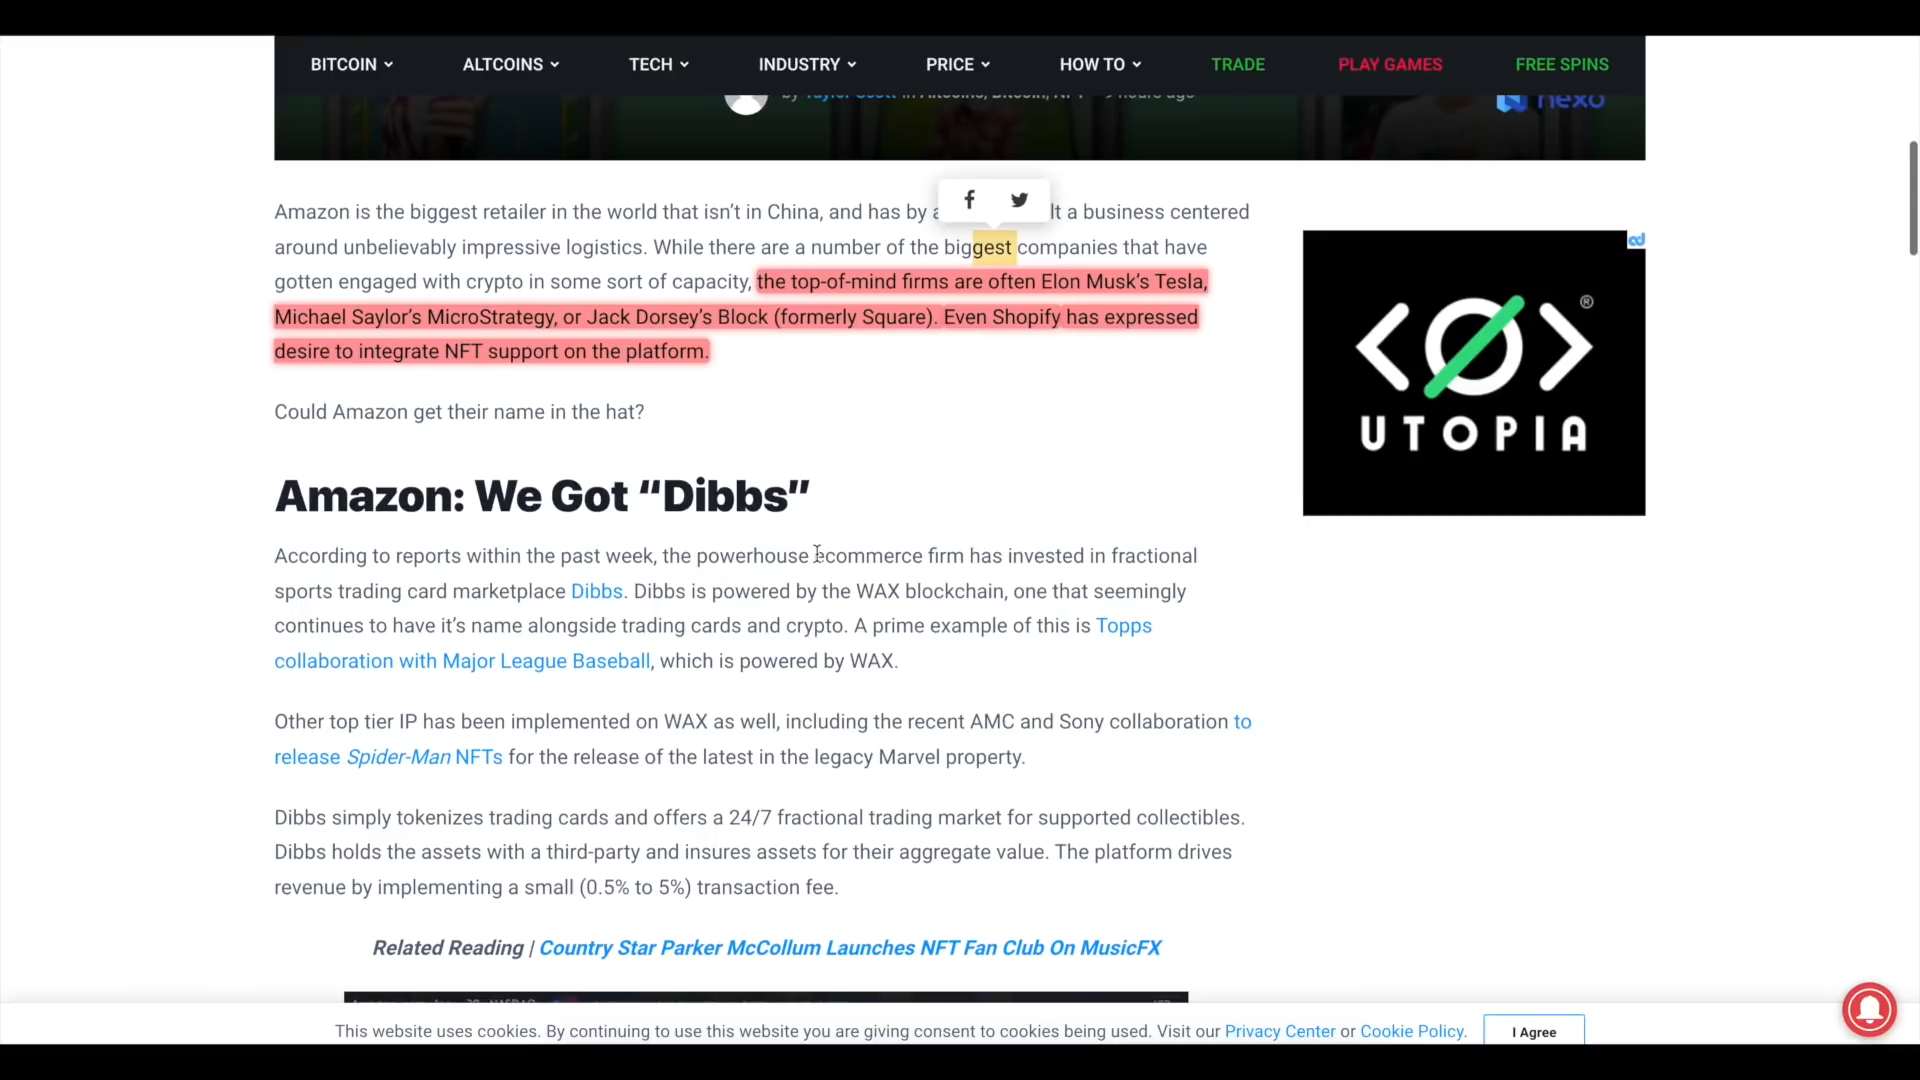 BITCOIN ALTCOINS TECH INDUSTRY PRICE HOW TO TRADE PLAY GAMES FREE SPINS
by Taylor Scott in Altcoins, Bitcoin, NFT 9 hours ago
nexo
Amazon is the biggest retailer in the world that isn’t in China, and has by a lt a business centered
around unbelievably impressive logistics. While there are a number of the biggest companies that have
gotten engaged with crypto in some sort of capacity, the top-of-mind firms are often Elon Musk’s Tesla,
Michael Saylor’s MicroStrategy, or Jack Dorsey’s Block (formerly Square). Even Shopify has expressed
desire to integrate NFT support on the platform.
Could Amazon get their name in the hat?
Amazon: We Got “Dibbs”
According to reports within the past week, the powerhouse ecommerce firm has invested in fractional
sports trading card marketplace Dibbs. Dibbs is powered by the WAX blockchain, one that seemingly
continues to have it’s name alongside trading cards and crypto. A prime example of this is Topps
collaboration with Major League Baseball, which is powered by WAX.
Other top tier IP has been implemented on WAX as well, including the recent AMC and Sony collaboration to
release Spider-Man NFTs for the release of the latest in the legacy Marvel property.
Dibbs simply tokenizes trading cards and offers a 24/7 fractional trading market for supported collectibles.
Dibbs holds the assets with a third-party and insures assets for their aggregate value. The platform drives
revenue by implementing a small (0.5% to 5%) transaction fee.
Related Reading | Country Star Parker McCollum Launches NFT Fan Club On MusicFX
This website uses cookies. By continuing to use this website you are giving consent to cookies being used. Visit our Privacy Center or Cookie Policy. I Agree
®
UTOPIA